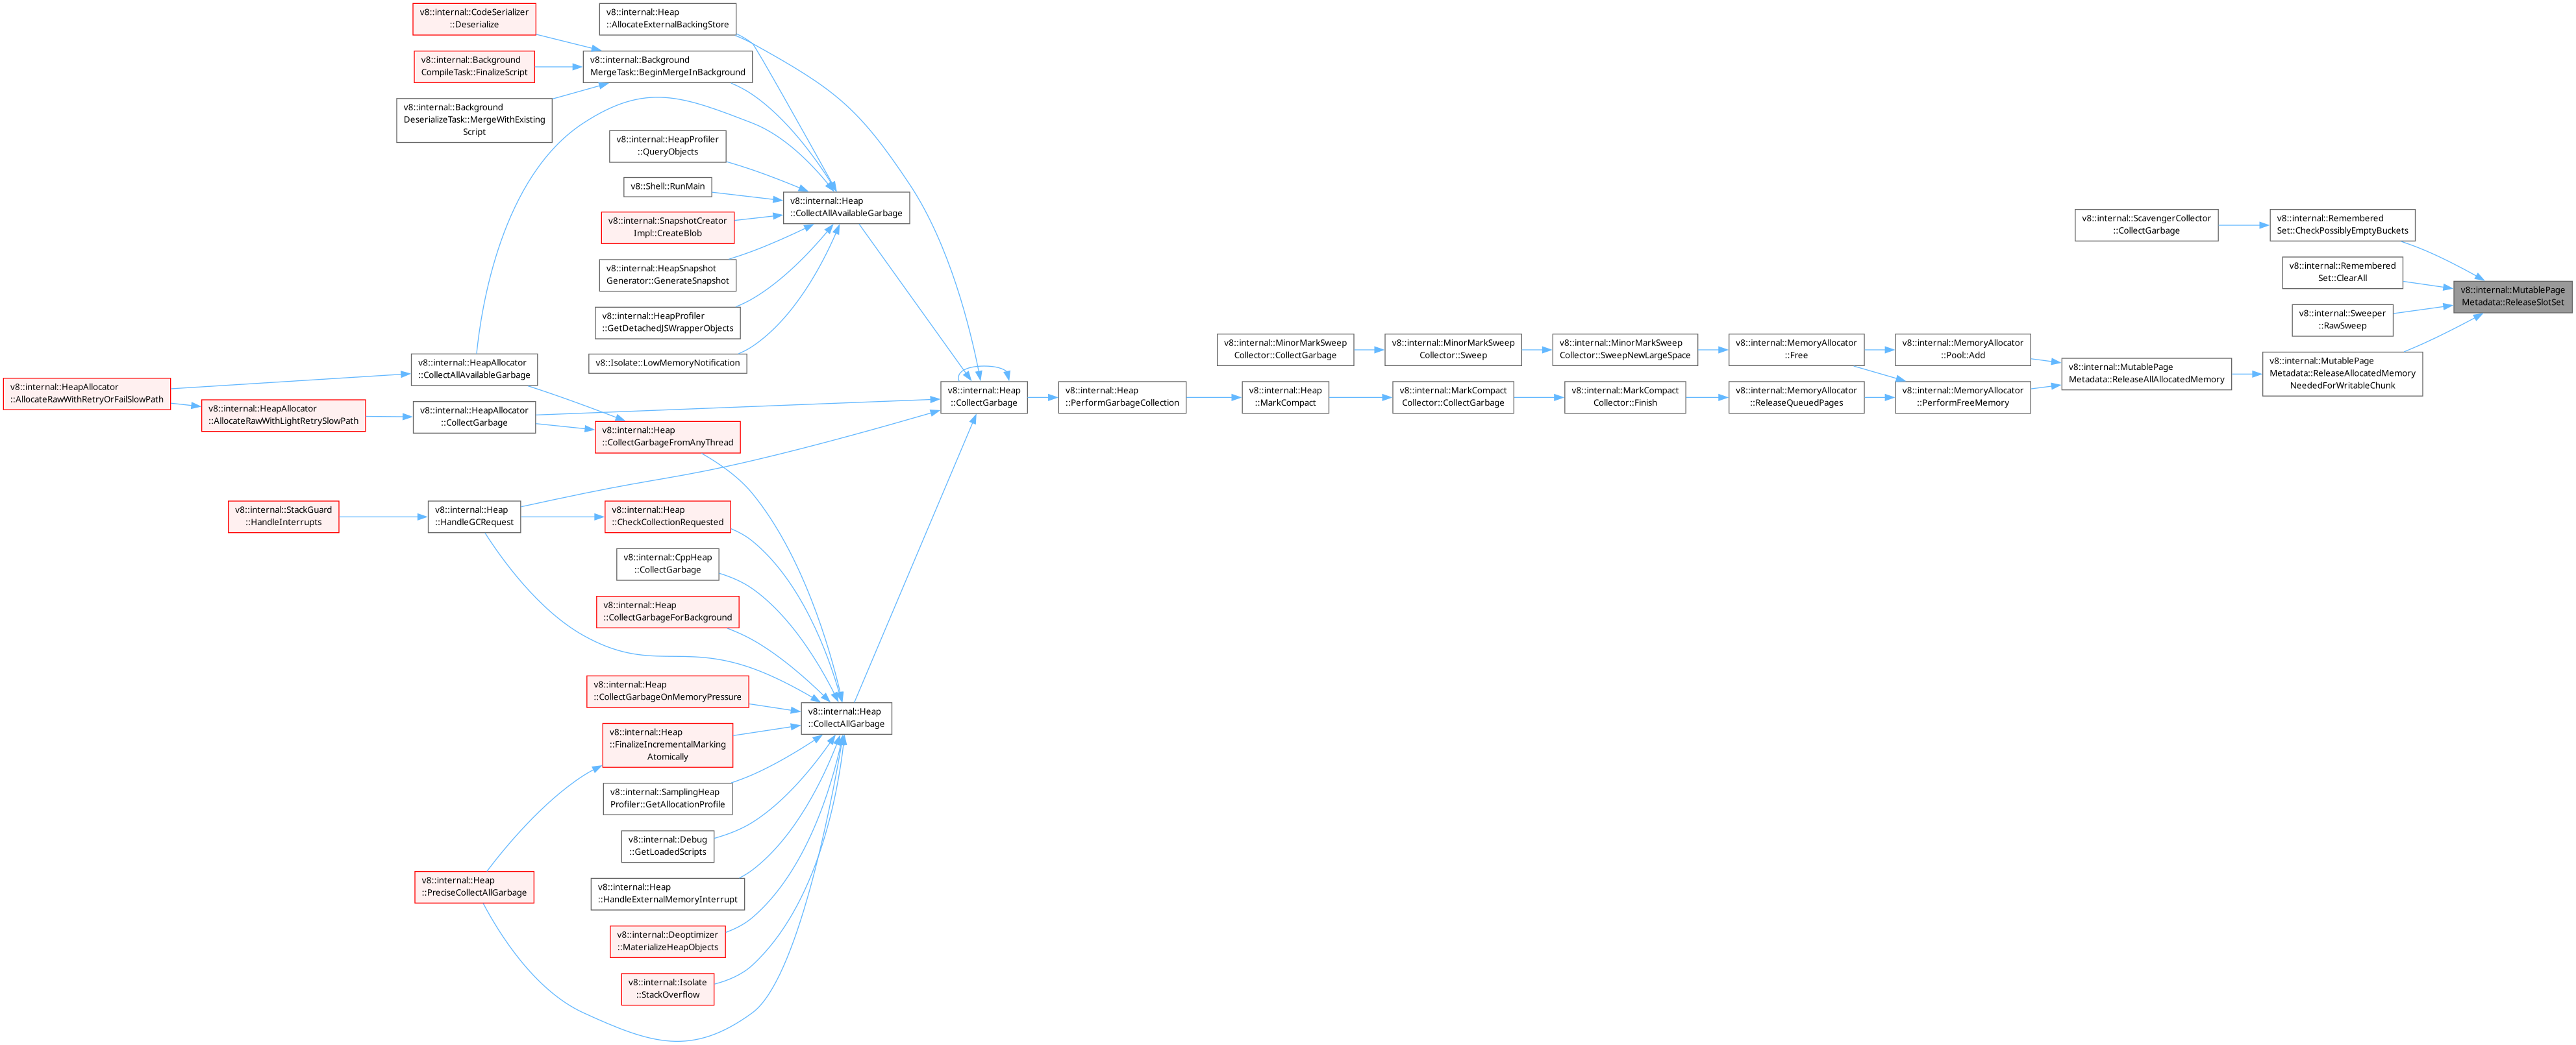 v8::internal::CodeSerializer
::Deserialize
v8::internal::Heap
::AllocateExternalBackingStore
v8::internal::Background
CompileTask::FinalizeScript
v8::internal::Background
MergeTask::BeginMergeInBackground
v8::internal::Background
DeserializeTask::MergeWithExisting
Script
v8::internal::HeapProfiler
::QueryObjects
v8::Shell::RunMain
v8::internal::SnapshotCreator
Impl::CreateBlob
v8::internal::HeapSnapshot
Generator::GenerateSnapshot
v8::internal::HeapProfiler
::GetDetachedJSWrapperObjects
v8::Isolate::LowMemoryNotification
v8::internal::Heap
::CollectAllAvailableGarbage
v8::internal::HeapAllocator
::AllocateRawWithRetryOrFailSlowPath
v8::internal::HeapAllocator
::AllocateRawWithLightRetrySlowPath
v8::internal::HeapAllocator
::CollectAllAvailableGarbage
v8::internal::HeapAllocator
::CollectGarbage
v8::internal::Heap
::CollectGarbageFromAnyThread
v8::internal::Heap
::CollectGarbage
v8::internal::Heap
::PerformGarbageCollection
v8::internal::MinorMarkSweep
Collector::CollectGarbage
v8::internal::Heap
::MarkCompact
v8::internal::MinorMarkSweep
Collector::Sweep
v8::internal::MarkCompact
Collector::CollectGarbage
v8::internal::MinorMarkSweep
Collector::SweepNewLargeSpace
v8::internal::MarkCompact
Collector::Finish
v8::internal::MemoryAllocator
::Free
v8::internal::MemoryAllocator
::ReleaseQueuedPages
v8::internal::MemoryAllocator
::Pool::Add
v8::internal::MemoryAllocator
::PerformFreeMemory
v8::internal::MutablePage
Metadata::ReleaseAllAllocatedMemory
v8::internal::ScavengerCollector
::CollectGarbage
v8::internal::Remembered
Set::CheckPossiblyEmptyBuckets
v8::internal::Remembered
Set::ClearAll
v8::internal::Sweeper
::RawSweep
v8::internal::MutablePage
Metadata::ReleaseAllocatedMemory
NeededForWritableChunk
v8::internal::MutablePage
Metadata::ReleaseSlotSet
v8::internal::StackGuard
::HandleInterrupts
v8::internal::Heap
::HandleGCRequest
v8::internal::Heap
::CheckCollectionRequested
v8::internal::CppHeap
::CollectGarbage
v8::internal::Heap
::CollectGarbageForBackground
v8::internal::Heap
::CollectGarbageOnMemoryPressure
v8::internal::Heap
::CollectAllGarbage
v8::internal::Heap
::FinalizeIncrementalMarking
Atomically
v8::internal::SamplingHeap
Profiler::GetAllocationProfile
v8::internal::Debug
::GetLoadedScripts
v8::internal::Heap
::PreciseCollectAllGarbage
v8::internal::Heap
::HandleExternalMemoryInterrupt
v8::internal::Deoptimizer
::MaterializeHeapObjects
v8::internal::Isolate
::StackOverflow